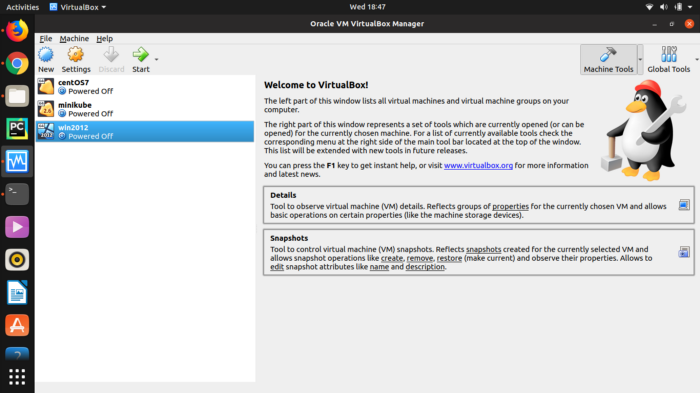 Activities
VirtualBox
Wed 18:47
Oracle VM VirtualBox Manager
File Machine Help
New
Settings
Discard
Start
Machine Tools
Global Tools
centOS7
Powered Off
minikube
Powered Off
win2012
Powered Off
Welcome to VirtualBox!
The left part of this window lists all virtual machines and virtual machine groups on your
computer.
The right part of this window represents a set of tools which are currently opened (or can be
opened) for the currently chosen machine. For a list of currently available tools check the
corresponding menu at the right side of the main tool bar located at the top of the window.
This list will be extended with new tools in future releases.
You can press the F1 key to get instant help, or visit www.virtualbox.org for more information
and latest news.
Details
Tool to observe virtual machine (VM) details. Reflects groups of properties for the currently chosen VM and allows
basic operations on certain properties (like the machine storage devices).
Snapshots
Tool to control virtual machine (VM) snapshots. Reflects snapshots created for the currently selected VM and
allows snapshot operations like create, remove, restore (make current) and observe their properties. Allows to
edit snapshot attributes like name and description.
PC
2012